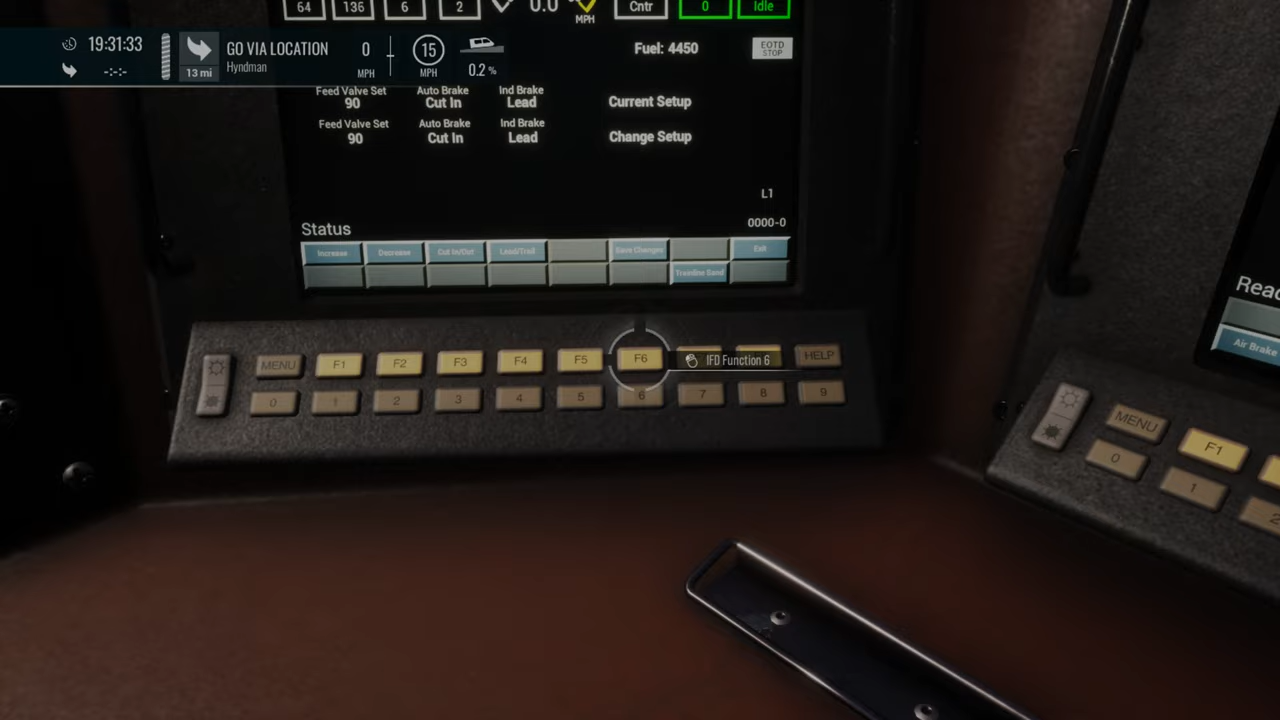 64 136 6 2 0.0 MPH Cntr 0 Idle
19:31:33
-:-:-
13 mi
GO VIA LOCATION
Hyndman
0
MPH
15
MPH
0.2 %
Fuel: 4450
EOTD
STOP
Feed Valve Set Auto Brake Ind Brake
90 Cut In Lead Current Setup
Feed Valve Set Auto Brake Ind Brake
90 Cut In Lead Change Setup
L1
0000-0
Status
Increase Decrease Cut In/Out Lead/Trail Save Changes Exit
Trainline Sand
MENU F1 F2 F3 F4 F5 F6 IFD Function 6 HELP
0 1 2 3 4 5 6 7 8 9
Air Brake
MENU F1
0 1